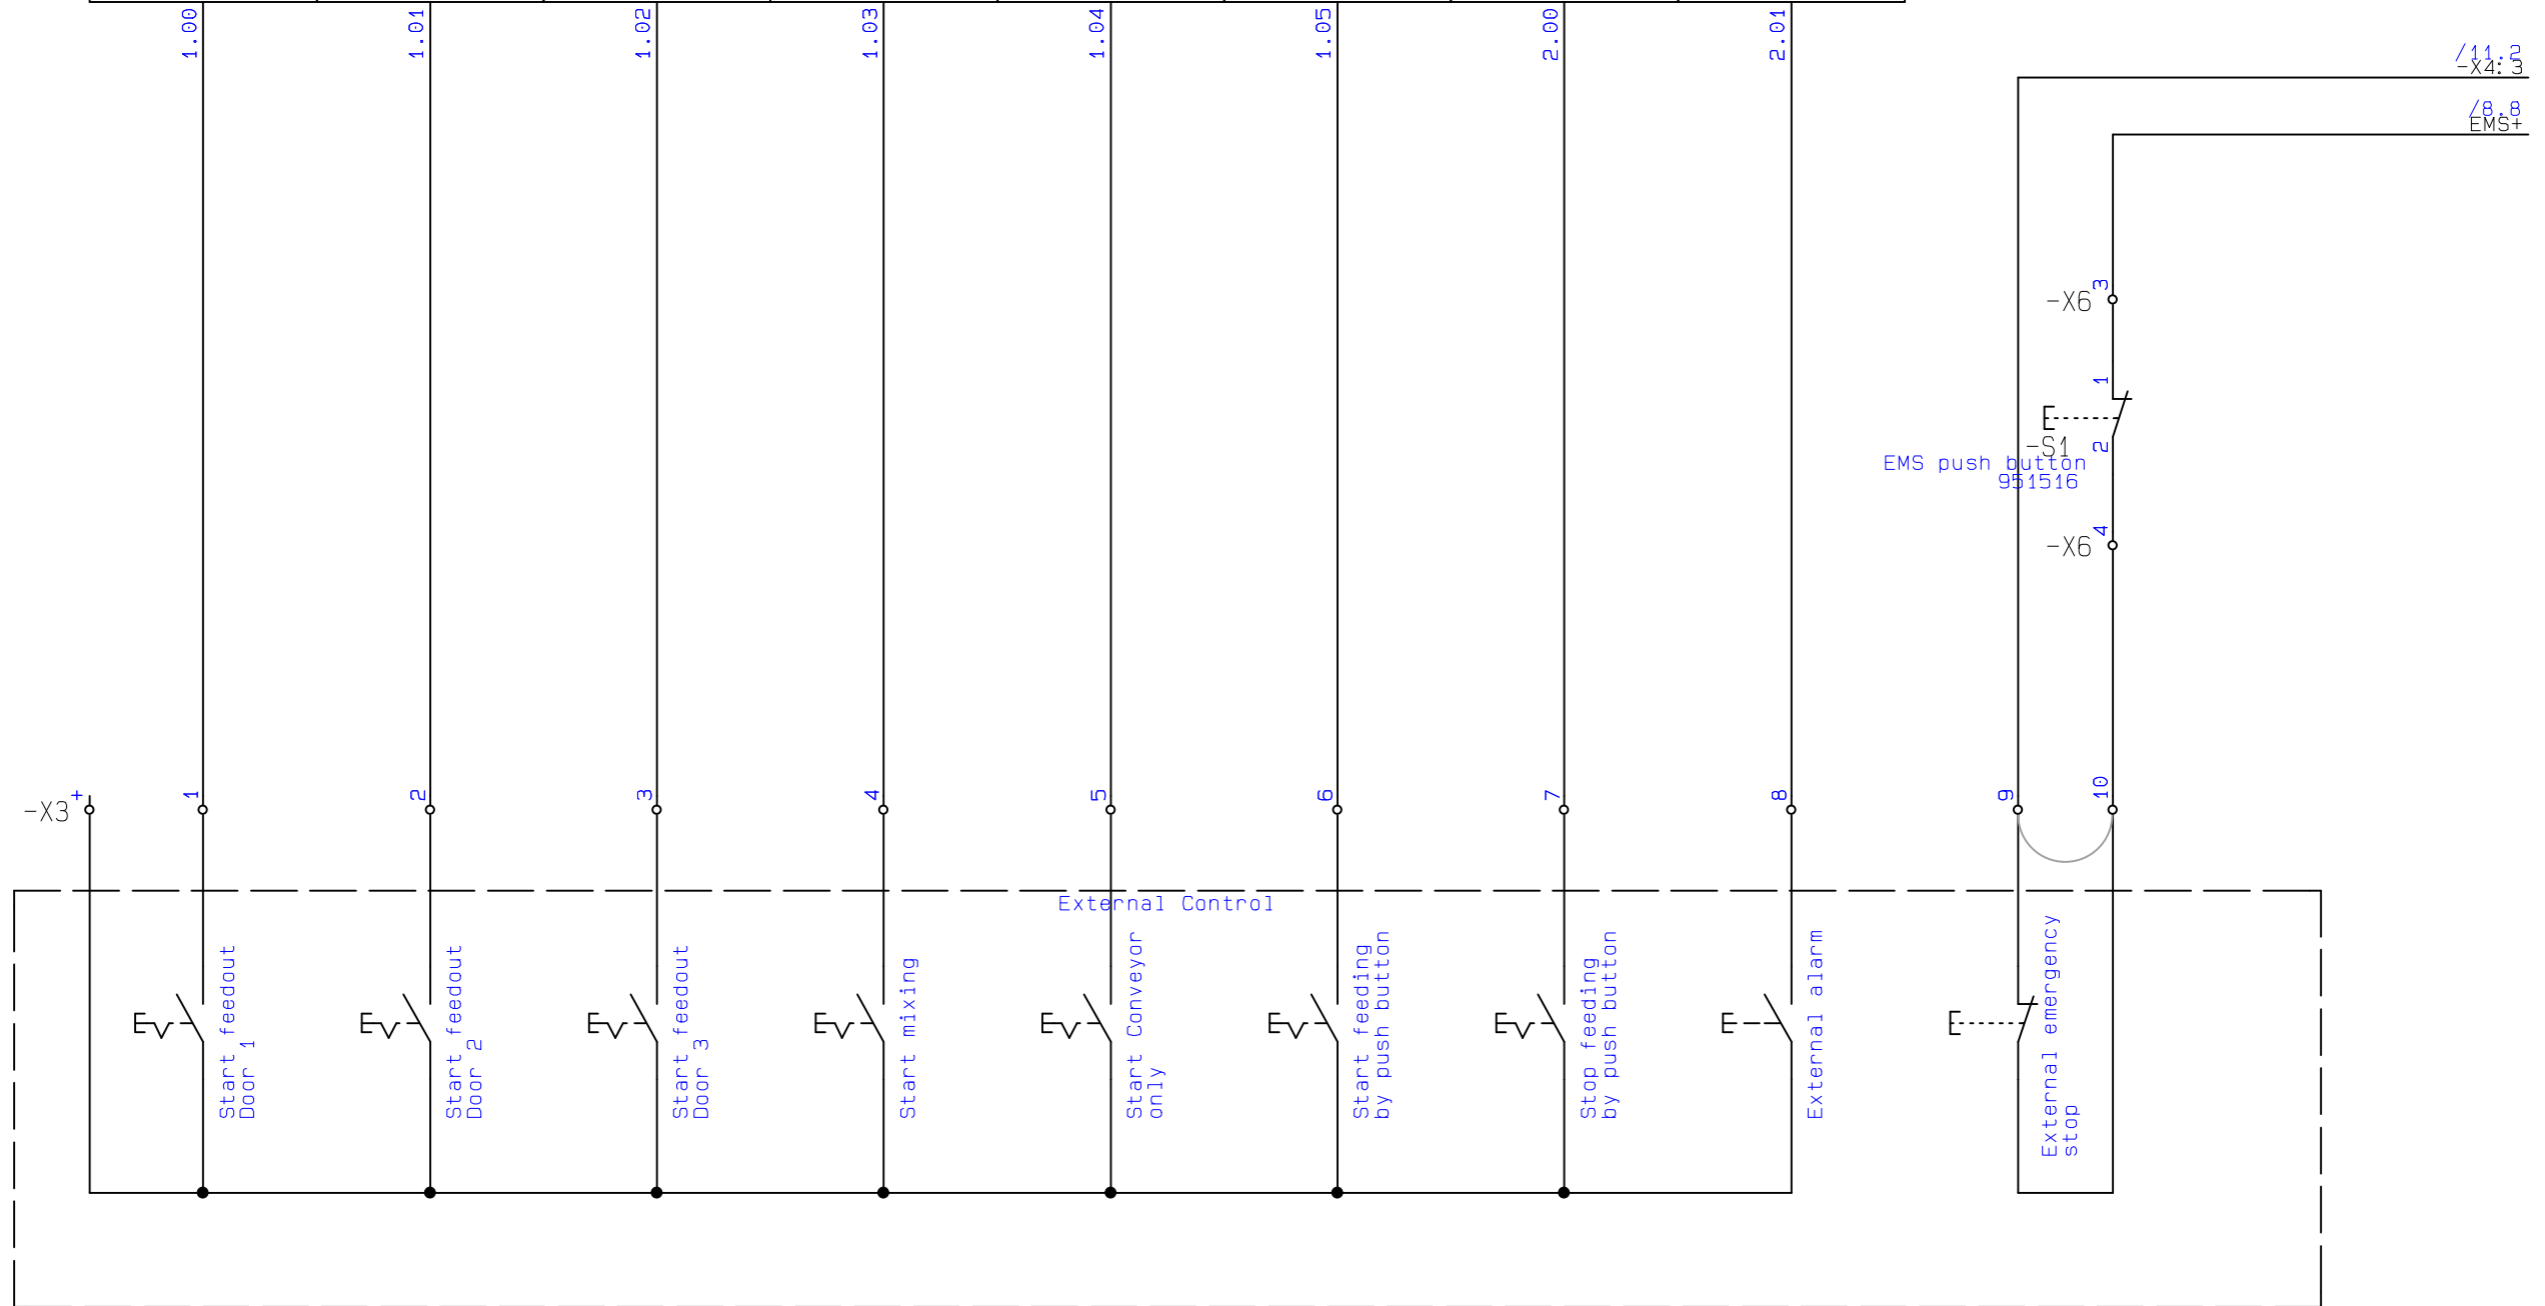 1.00
1.01
1.02
1.03
1.04
1.05
2.00
2.01
/11.2
-X4:3
/8.8
EMS+
-X6
3
1
-S1
2
EMS push button
951516
-X6
4
-X3
+
1
2
3
4
5
6
7
8
9
10
External Control
Start feedout
Door 1
Start feedout
Door 2
Start feedout
Door 3
Start mixing
Start Conveyor
only
Start feeding
by push button
Stop feeding
by push button
External alarm
External emergency
stop